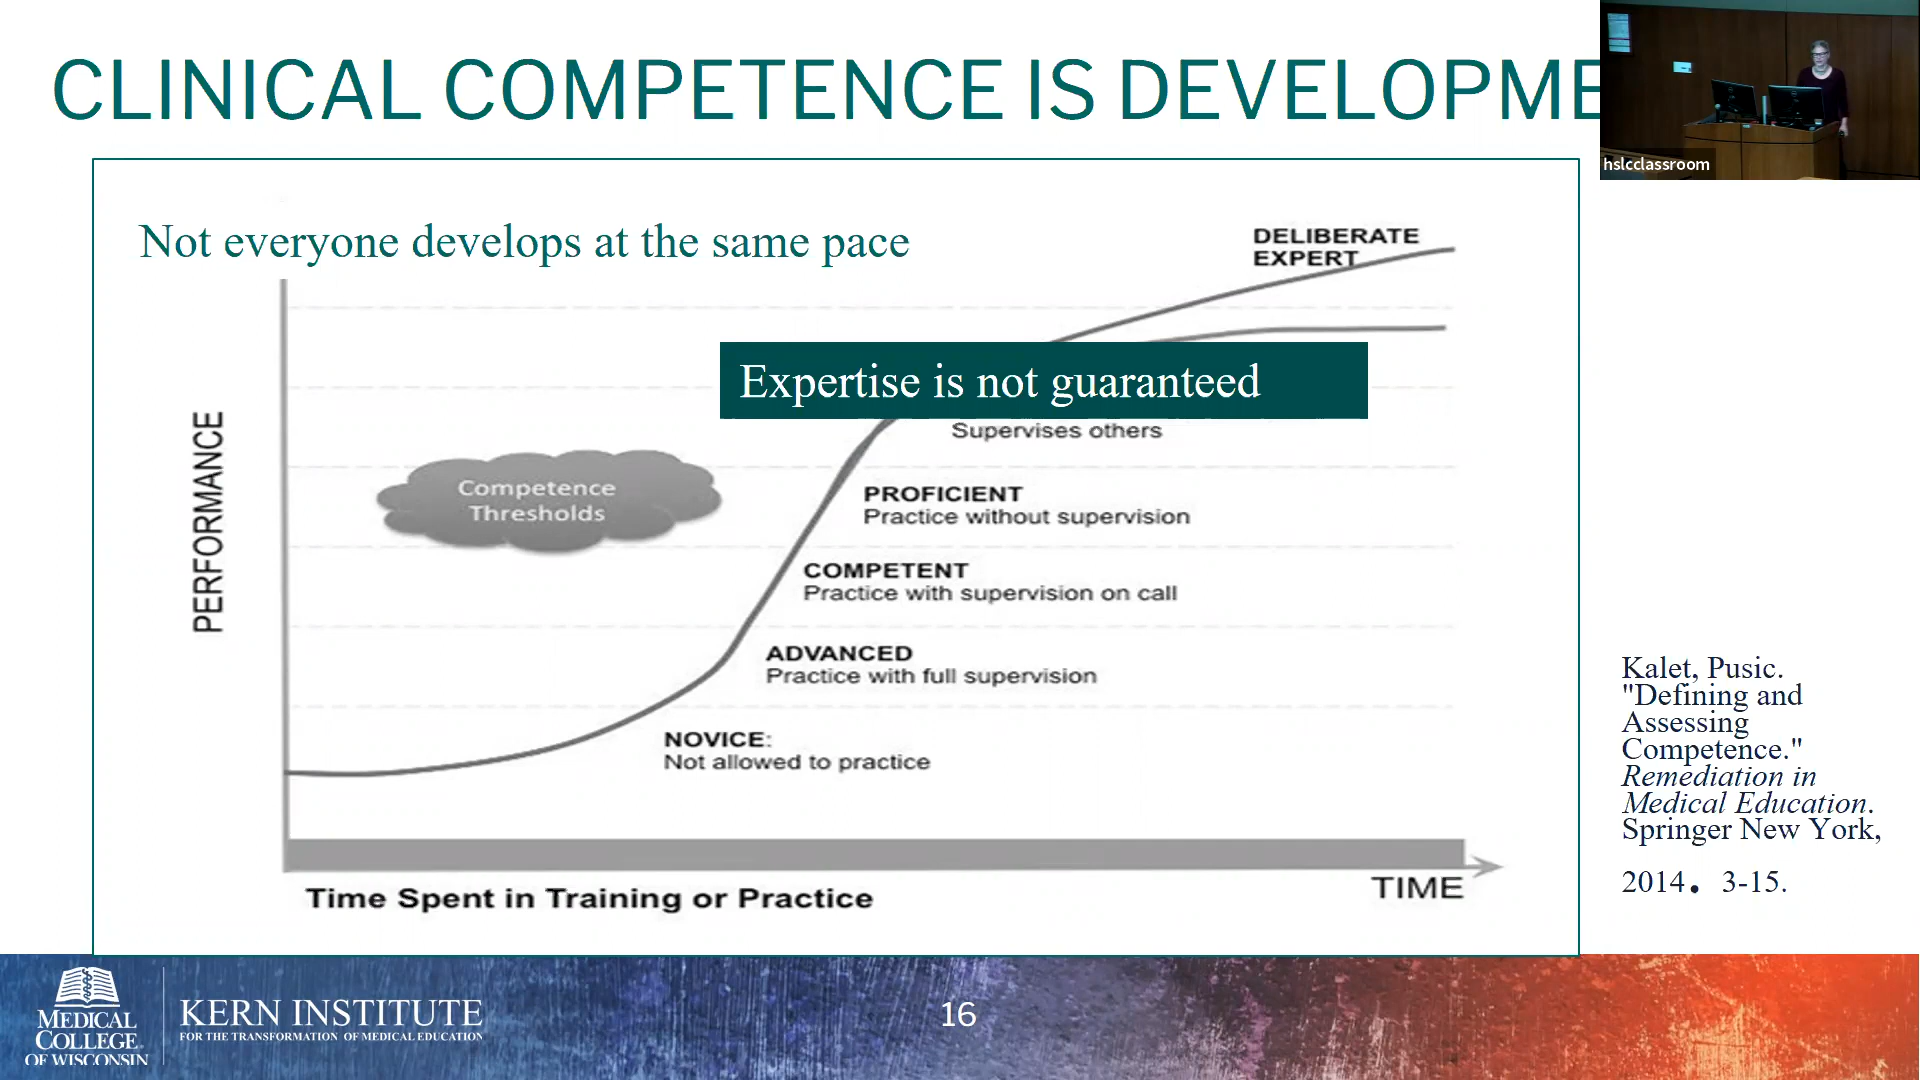 CLINICAL COMPETENCE IS DEVELOPME
hslcclassroom
Not everyone develops at the same pace
DELIBERATE
EXPERT
Expertise is not guaranteed
Supervises others
Competence
Thresholds
PROFICIENT
Practice without supervision
COMPETENT
Practice with supervision on call
ADVANCED
Practice with full supervision
NOVICE:
Not allowed to practice
PERFORMANCE
TIME
Time Spent in Training or Practice
Kalet, Pusic.
"Defining and
Assessing
Competence."
Remediation in
Medical Education.
Springer New York,
2014. 3-15.
MEDICAL
COLLEGE
OF WISCONSIN
KERN INSTITUTE
FOR THE TRANSFORMATION OF MEDICAL EDUCATION
16